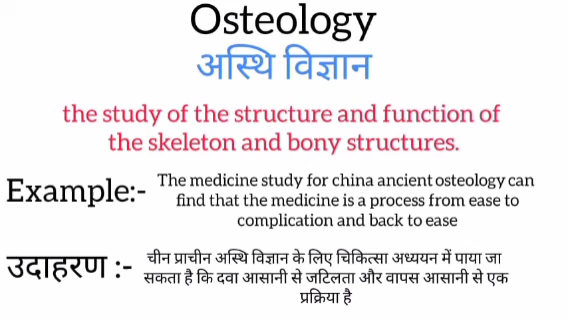 Osteology
अस्थि विज्ञान
the study of the structure and function of
the skeleton and bony structures.
Example:-
The medicine study for china ancient osteology can
find that the medicine is a process from ease to
complication and back to ease
उदाहरण :-
चीन प्राचीन अस्थि विज्ञान के लिए चिकित्सा अध्ययन में पाया जा
सकता है कि दवा आसानी से जटिलता और वापस आसानी से एक
प्रक्रिया है